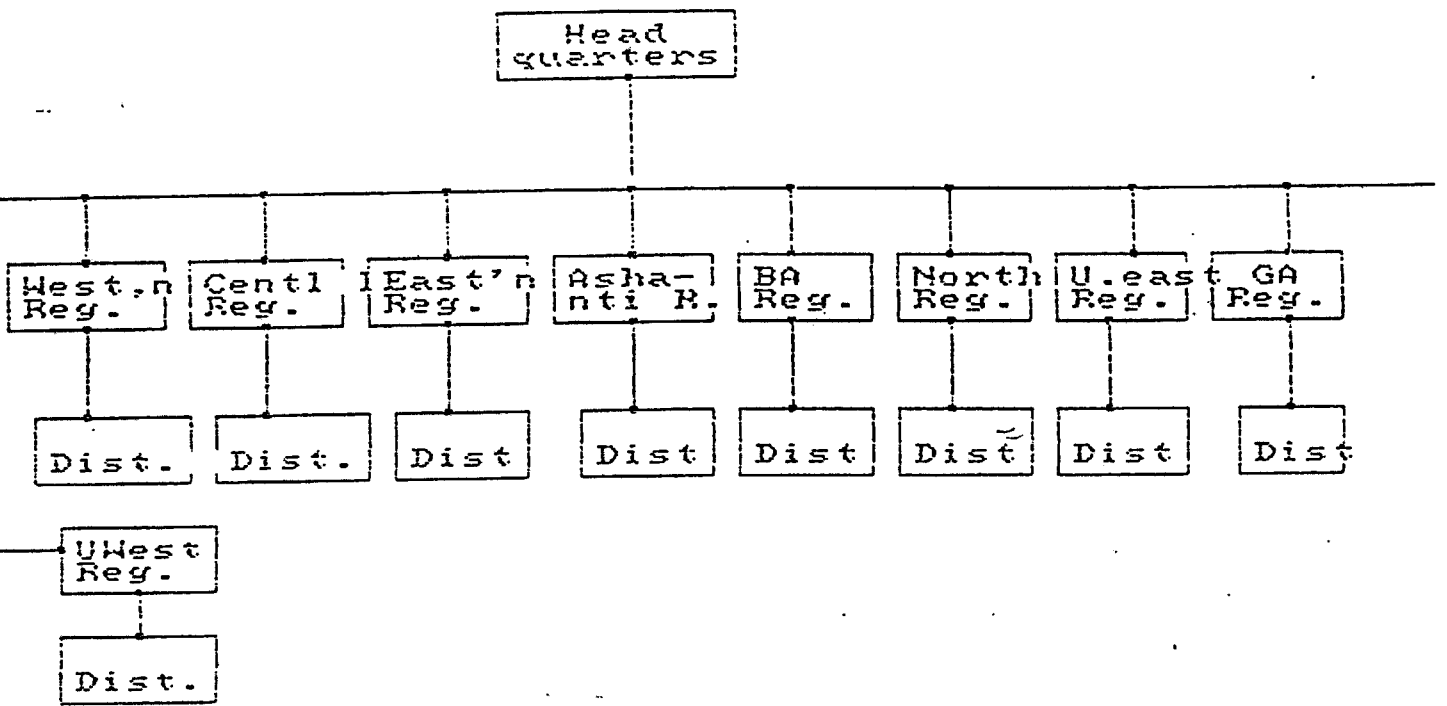 Head
quarters
West,n
Reg.
Centl
Reg.
East'n
Reg.
Asha-
nti R.
BA
Reg.
North
Reg.
U.east
Reg.
GA
Reg.
Dist.
Dist.
Dist
Dist
Dist
Dist
Dist
Dist
UWest
Reg.
Dist.